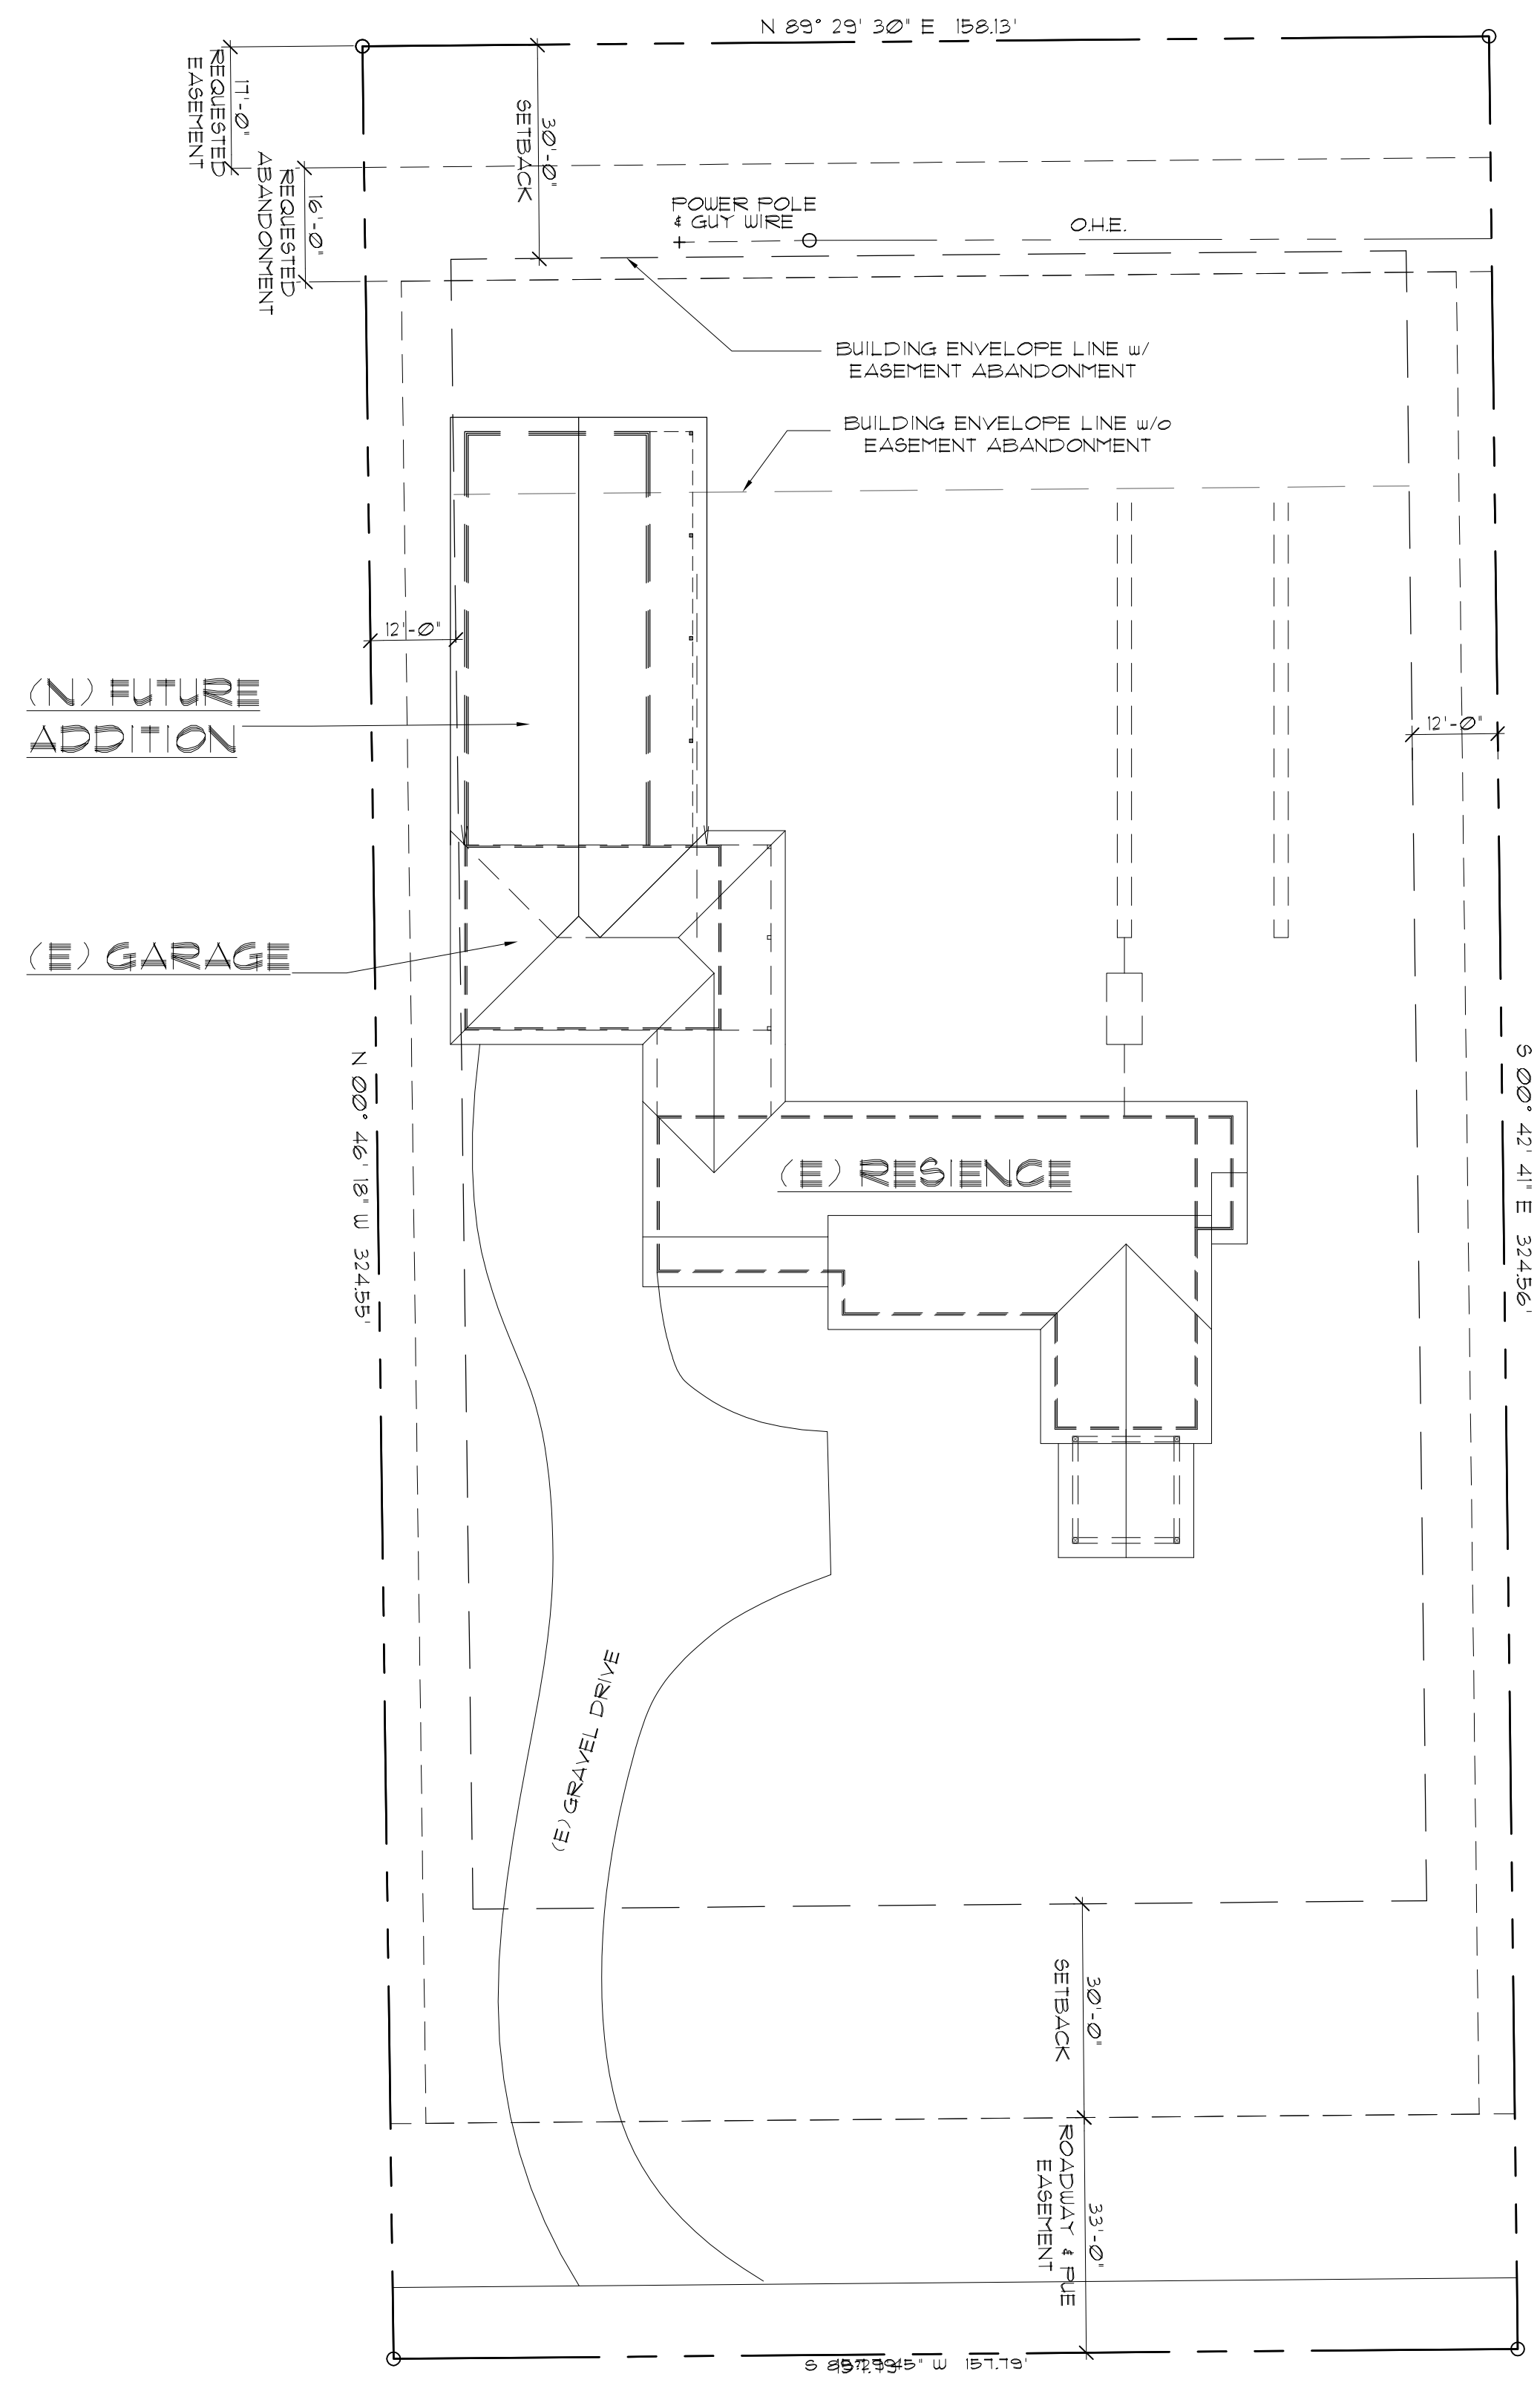 N 89° 29' 30" E 158.13'
17'-0"
REQUESTED
EASEMENT
16'-0"
REQUESTED
ABANDONMENT
30'-0"
SETBACK
POWER POLE
& GUY WIRE
O.H.E.
BUILDING ENVELOPE LINE w/
EASEMENT ABANDONMENT
BUILDING ENVELOPE LINE w/o
EASEMENT ABANDONMENT
12'-0"
(N) FUTURE
ADDITION
12'-0"
(E) GARAGE
N 00° 46' 18" W 324.55'
S 00° 42' 41" E 324.56'
(E) RESIENCE
(E) GRAVEL DRIVE
30'-0"
SETBACK
33'-0"
ROADWAY & PUE
EASEMENT
S W 157.79'